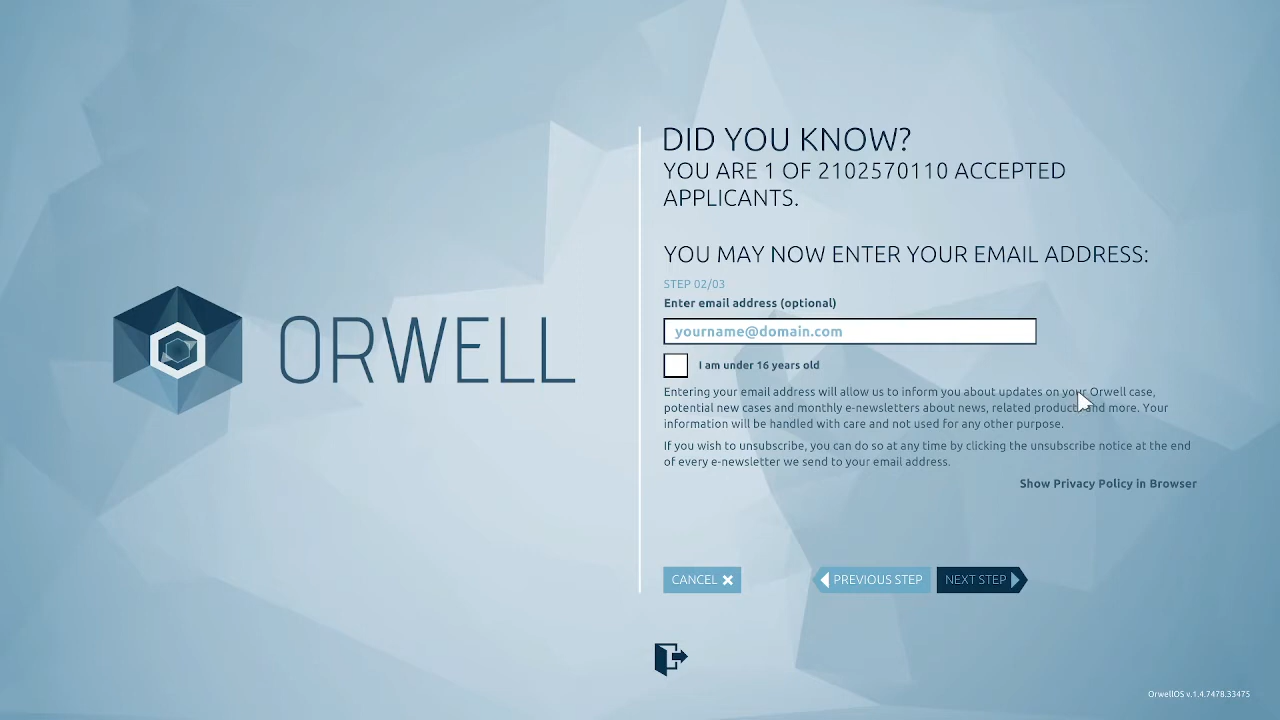 ORWELL
DID YOU KNOW?
YOU ARE 1 OF 2102570110 ACCEPTED
APPLICANTS.
YOU MAY NOW ENTER YOUR EMAIL ADDRESS:
STEP 02/03
Enter email address (optional)
yourname@domain.com
I am under 16 years old
Entering your email address will allow us to inform you about updates on your Orwell case,
potential new cases and monthly e-newsletters about news, related products and more. Your
information will be handled with care and not used for any other purpose.
If you wish to unsubscribe, you can do so at any time by clicking the unsubscribe notice at the end
of every e-newsletter we send to your email address.
Show Privacy Policy in Browser
CANCEL
PREVIOUS STEP
NEXT STEP
OrwellOS v.1.4.7478.33475